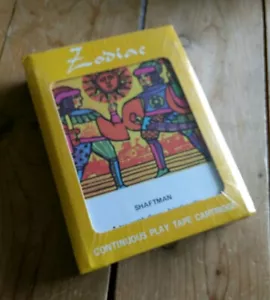 Zodiac
SHAFTMAN
CONTINUOUS PLAY TAPE CARTRIDGE